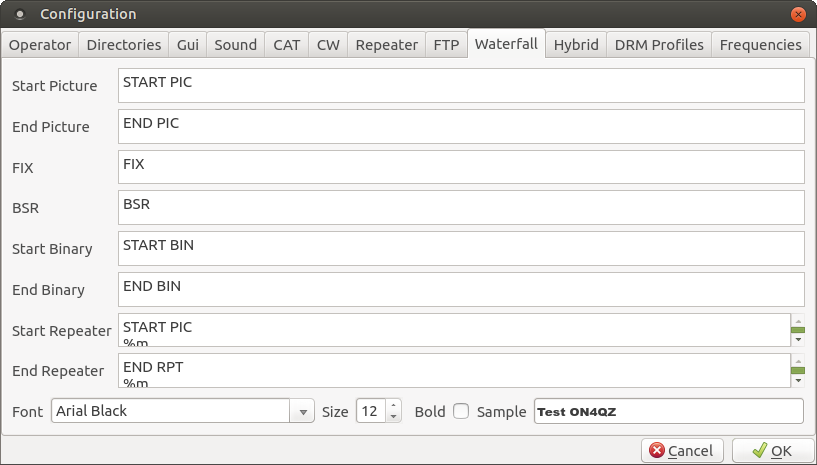 Configuration
Operator Directories Gui Sound CAT CW Repeater FTP Waterfall Hybrid DRM Profiles Frequencies
Start Picture START PIC
End Picture END PIC
FIX FIX
BSR BSR
Start Binary START BIN
End Binary END BIN
Start Repeater START PIC
%m
End Repeater END RPT
%m
Font Arial Black Size 12 Bold Sample Test ON4QZ
Cancel OK